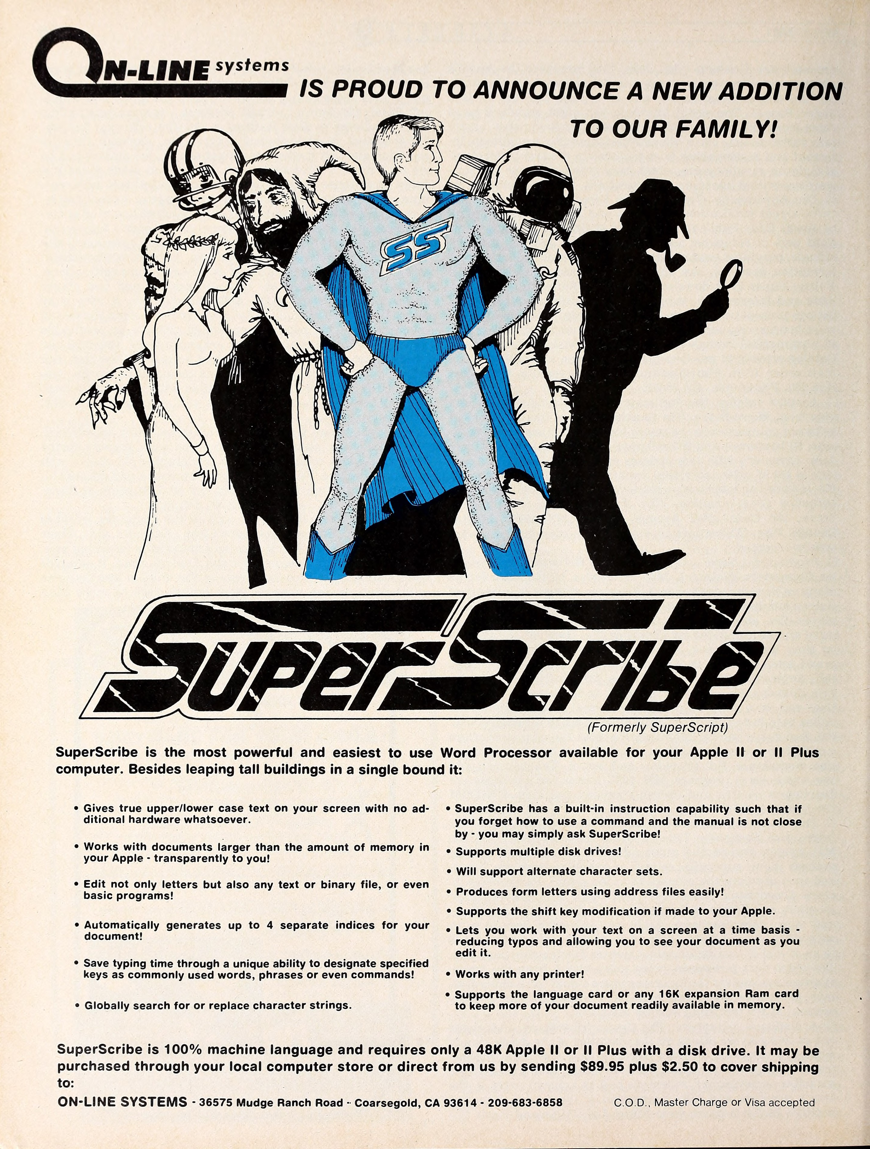 ON-LINE systems
IS PROUD TO ANNOUNCE A NEW ADDITION
TO OUR FAMILY!
SS
SuperScribe
(Formerly SuperScript)
SuperScribe is the most powerful and easiest to use Word Processor available for your Apple II or II Plus
computer. Besides leaping tall buildings in a single bound it:
• Gives true upper/lower case text on your screen with no ad-
ditional hardware whatsoever.
• Works with documents larger than the amount of memory in
your Apple - transparently to you!
• Edit not only letters but also any text or binary file, or even
basic programs!
• Automatically generates up to 4 separate indices for your
document!
• Save typing time through a unique ability to designate specified
keys as commonly used words, phrases or even commands!
• Globally search for or replace character strings.
• SuperScribe has a built-in instruction capability such that if
you forget how to use a command and the manual is not close
by - you may simply ask SuperScribe!
• Supports multiple disk drives!
• Will support alternate character sets.
• Produces form letters using address files easily!
• Supports the shift key modification if made to your Apple.
• Lets you work with your text on a screen at a time basis -
reducing typos and allowing you to see your document as you
edit it.
• Works with any printer!
• Supports the language card or any 16K expansion Ram card
to keep more of your document readily available in memory.
SuperScribe is 100% machine language and requires only a 48K Apple II or II Plus with a disk drive. It may be
purchased through your local computer store or direct from us by sending $89.95 plus $2.50 to cover shipping
to:
ON-LINE SYSTEMS - 36575 Mudge Ranch Road - Coarsegold, CA 93614 - 209-683-6858
C.O.D., Master Charge or Visa accepted